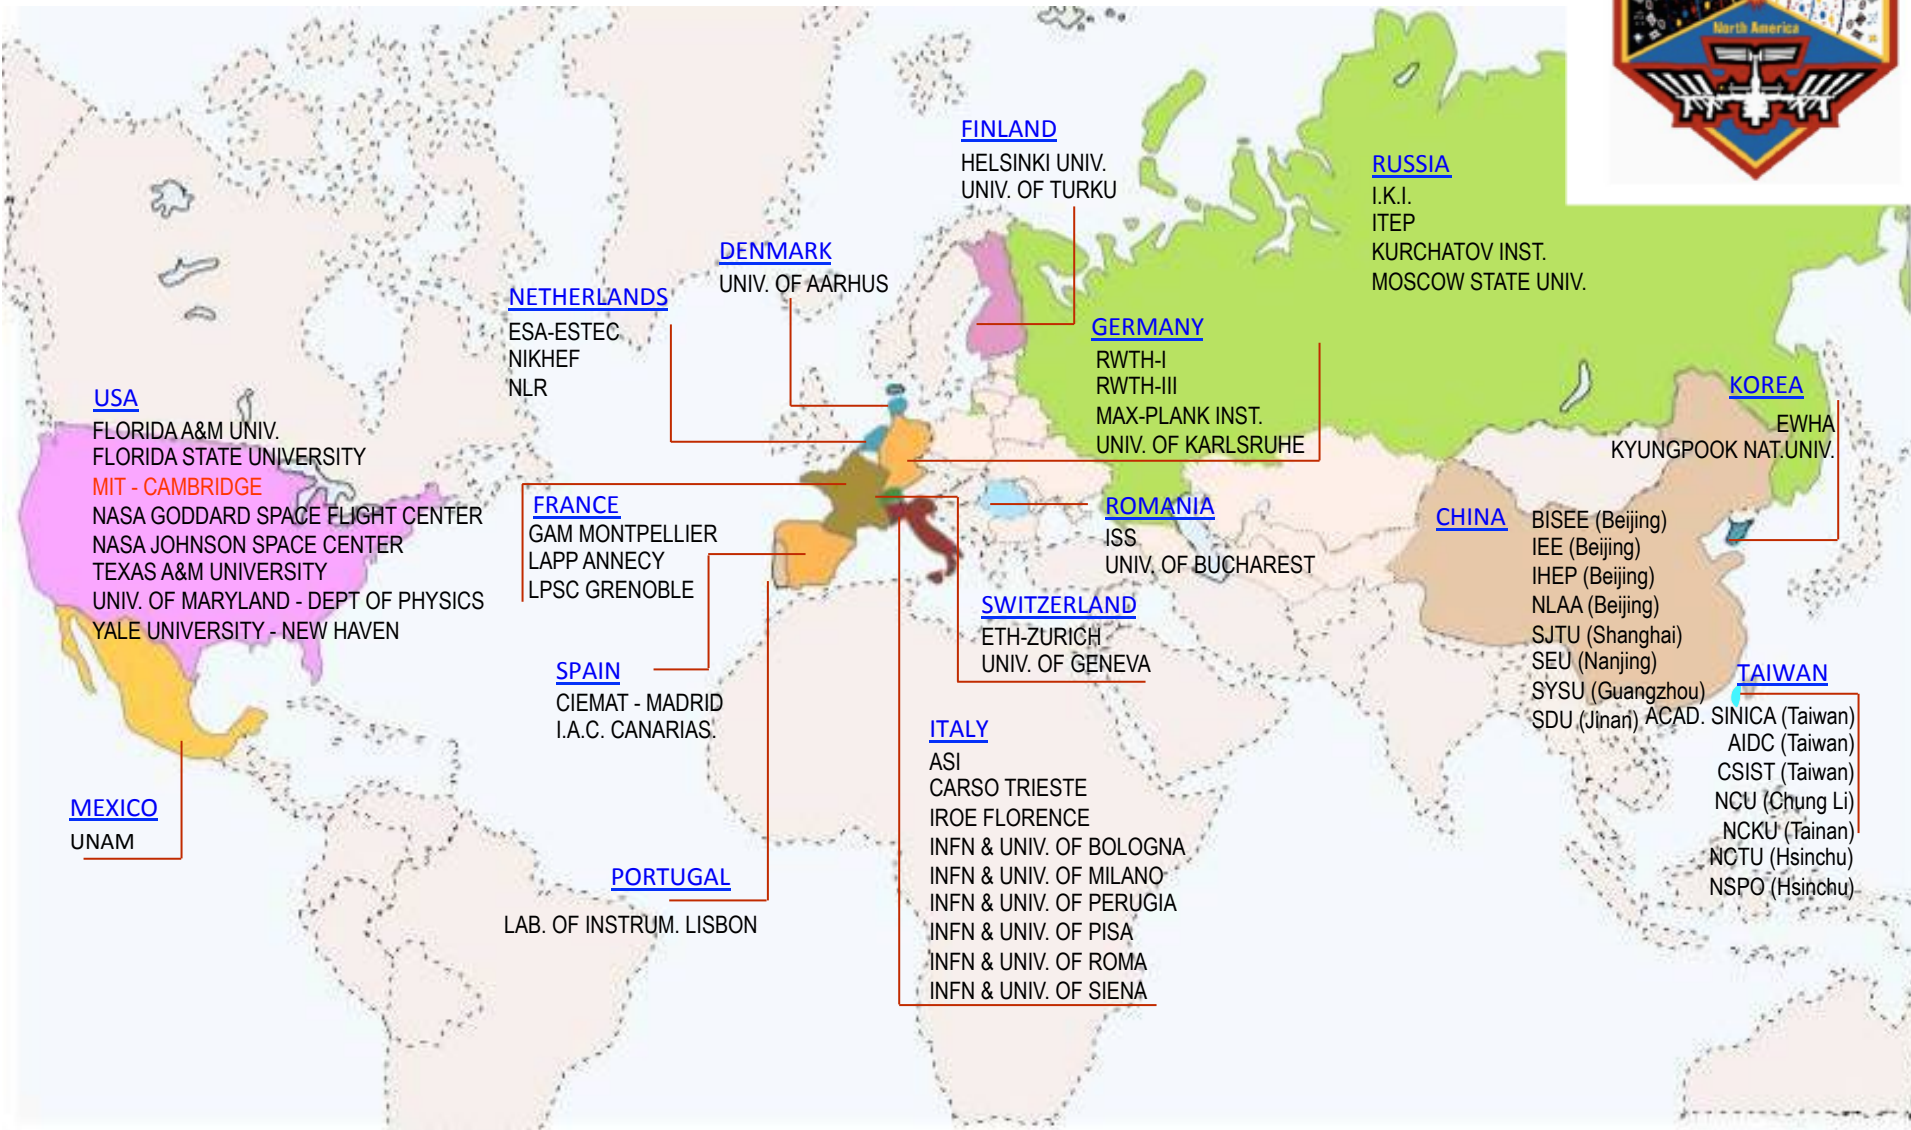 North America
FINLAND
HELSINKI UNIV.
UNIV. OF TURKU
RUSSIA
I.K.I.
ITEP
KURCHATOV INST.
MOSCOW STATE UNIV.
DENMARK
UNIV. OF AARHUS
NETHERLANDS
ESA-ESTEC
NIKHEF
NLR
GERMANY
RWTH-I
RWTH-III
MAX-PLANK INST.
UNIV. OF KARLSRUHE
KOREA
EWHA
KYUNGPOOK NAT.UNIV.
USA
FLORIDA A&M UNIV.
FLORIDA STATE UNIVERSITY
MIT - CAMBRIDGE
NASA GODDARD SPACE FLIGHT CENTER
NASA JOHNSON SPACE CENTER
TEXAS A&M UNIVERSITY
UNIV. OF MARYLAND - DEPT OF PHYSICS
YALE UNIVERSITY - NEW HAVEN
FRANCE
GAM MONTPELLIER
LAPP ANNECY
LPSC GRENOBLE
ROMANIA
ISS
UNIV. OF BUCHAREST
CHINA
BISEE (Beijing)
IEE (Beijing)
IHEP (Beijing)
NLAA (Beijing)
SJTU (Shanghai)
SEU (Nanjing)
SYSU (Guangzhou)
SDU (Jinan)
SWITZERLAND
ETH-ZURICH
UNIV. OF GENEVA
SPAIN
CIEMAT - MADRID
I.A.C. CANARIAS.
TAIWAN
ACAD. SINICA (Taiwan)
AIDC (Taiwan)
CSIST (Taiwan)
NCU (Chung Li)
NCKU (Tainan)
NCTU (Hsinchu)
NSPO (Hsinchu)
ITALY
ASI
CARSO TRIESTE
IROE FLORENCE
INFN & UNIV. OF BOLOGNA
INFN & UNIV. OF MILANO
INFN & UNIV. OF PERUGIA
INFN & UNIV. OF PISA
INFN & UNIV. OF ROMA
INFN & UNIV. OF SIENA
MEXICO
UNAM
PORTUGAL
LAB. OF INSTRUM. LISBON